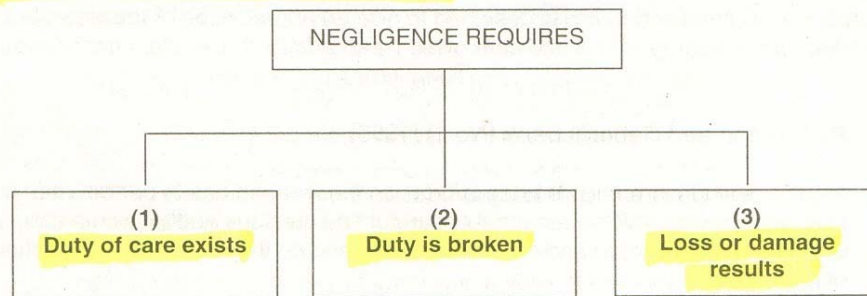 NEGLIGENCE REQUIRES
(1)
Duty of care exists
(2)
Duty is broken
(3)
Loss or damage
results